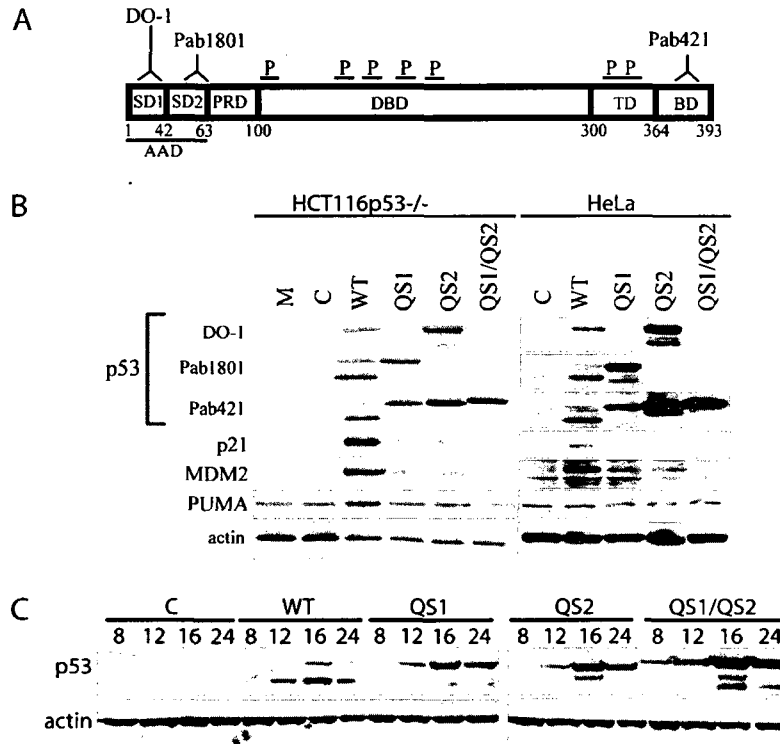 A
DO-1
Pab1801
Pab421
P P P P P P P
SD1 SD2 PRD DBD TD BD
1 42 63 100 300 364 393
AAD
B
HCT116p53-/- HeLa
M C WT QS1 QS2 QS1/QS2 C WT QS1 QS2 QS1/QS2
DO-1
p53
Pab1801
Pab421
p21
MDM2
PUMA
actin
C
C WT QS1 QS2 QS1/QS2
8 12 16 24 8 12 16 24 8 12 16 24 8 12 16 24 8 12 16 24
p53
actin